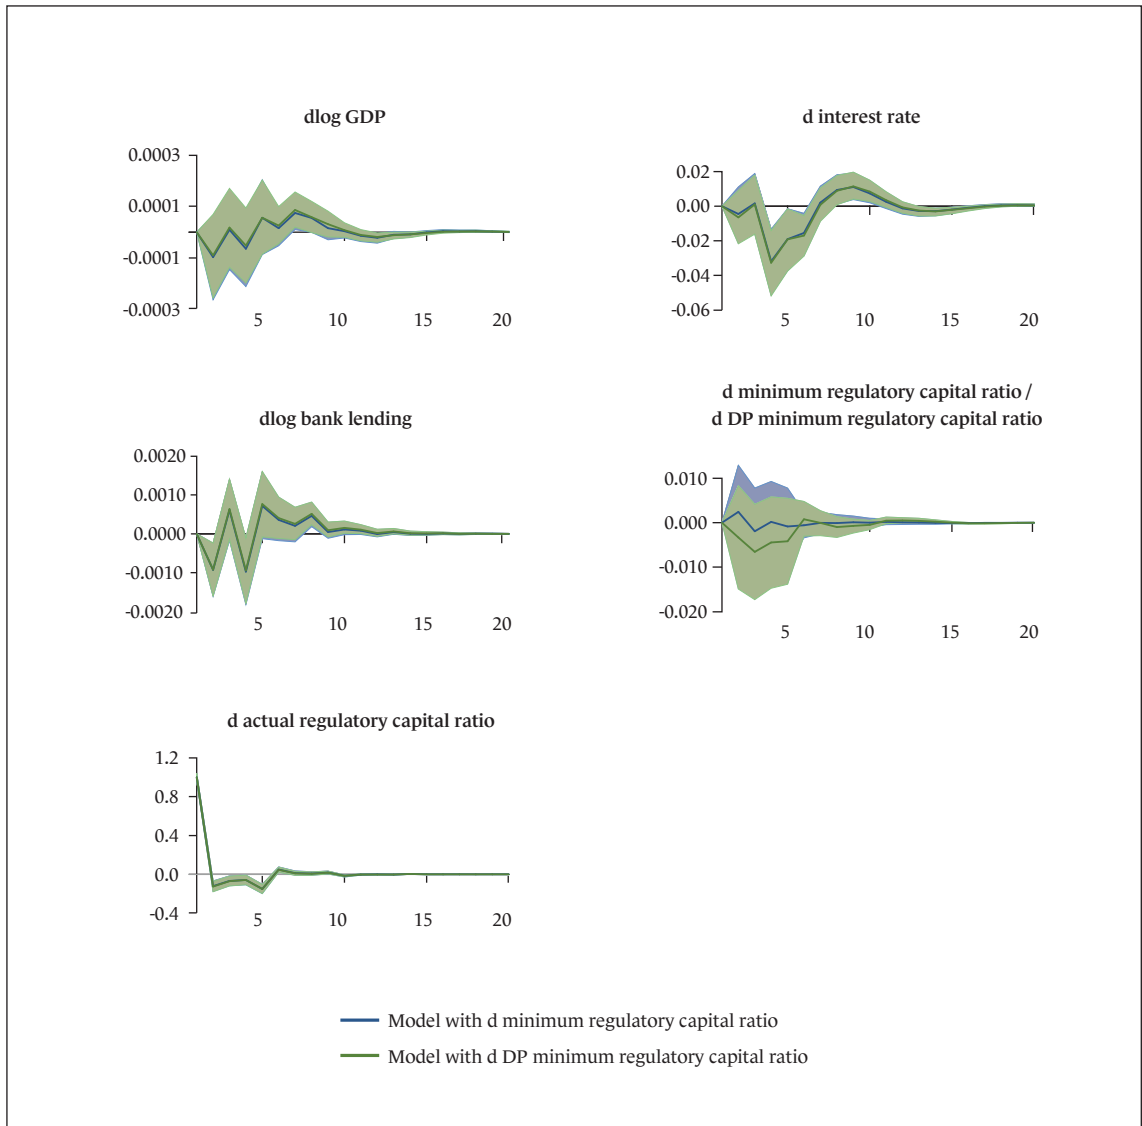 dlog GDP
0.0003
0.0001
-0.0001
-0.0003
5 10 15 20
d interest rate
0.02
0.00
-0.02
-0.04
-0.06
5 10 15 20
dlog bank lending
0.0020
0.0010
0.0000
-0.0010
-0.0020
5 10 15 20
d minimum regulatory capital ratio /
d DP minimum regulatory capital ratio
0.010
0.000
-0.010
-0.020
5 10 15 20
d actual regulatory capital ratio
1.2
0.8
0.4
0.0
-0.4
5 10 15 20
Model with d minimum regulatory capital ratio
Model with d DP minimum regulatory capital ratio